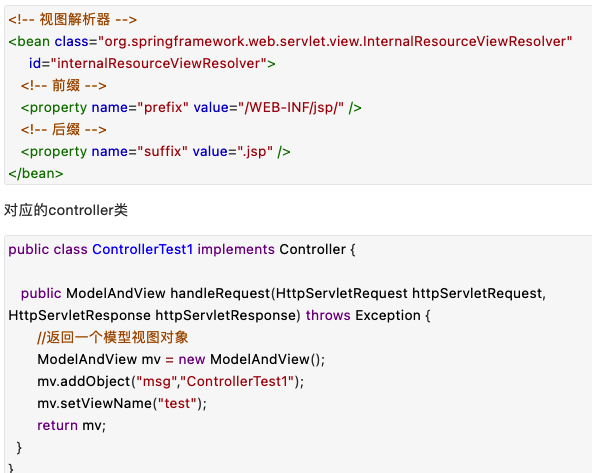 <!-- 视图解析器 -->
<bean class="org.springframework.web.servlet.view.InternalResourceViewResolver"
id="internalResourceViewResolver">
<!-- 前缀 -->
<property name="prefix" value="/WEB-INF/jsp/" />
<!-- 后缀 -->
<property name="suffix" value=".jsp" />
</bean>
对应的controller类
public class ControllerTest1 implements Controller {
public ModelAndView handleRequest(HttpServletRequest httpServletRequest,
HttpServletResponse httpServletResponse) throws Exception {
//返回一个模型视图对象
ModelAndView mv = new ModelAndView();
mv.addObject("msg","ControllerTest1");
mv.setViewName("test");
return mv;
}
}